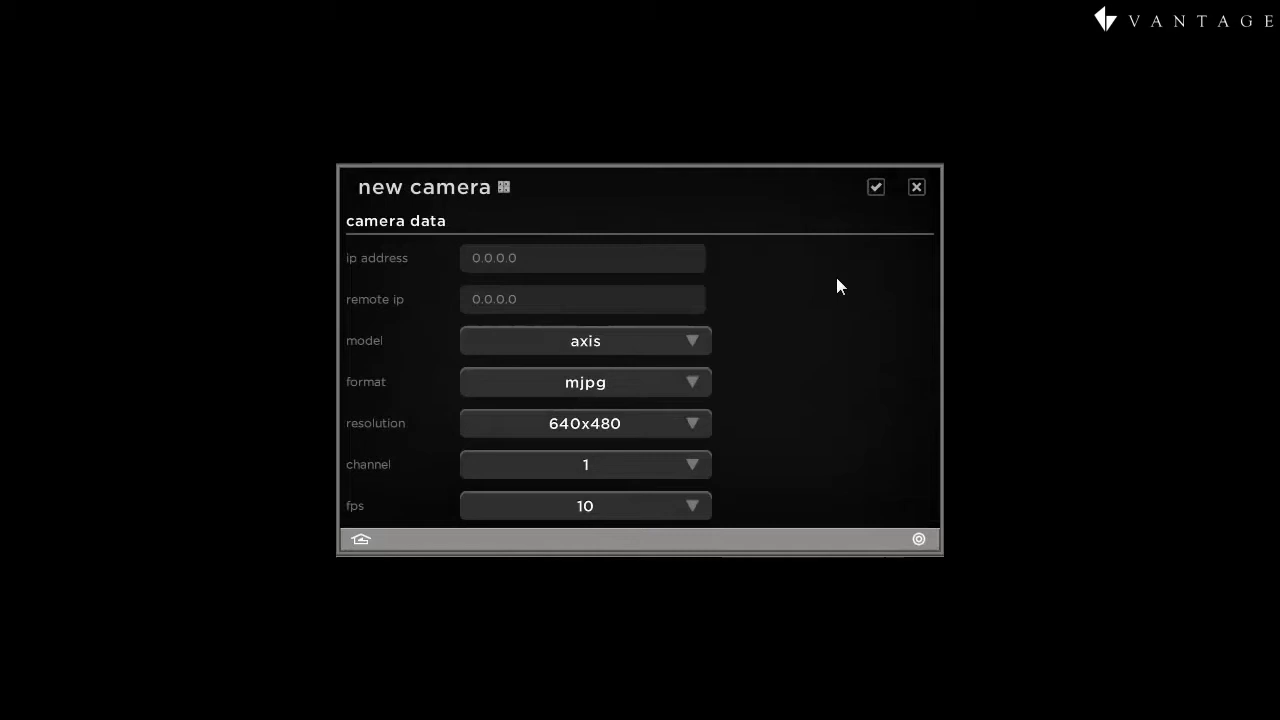 VANTAGE
new camera
camera data
ip address 0.0.0.0
remote ip 0.0.0.0
model axis
format mjpg
resolution 640x480
channel 1
fps 10